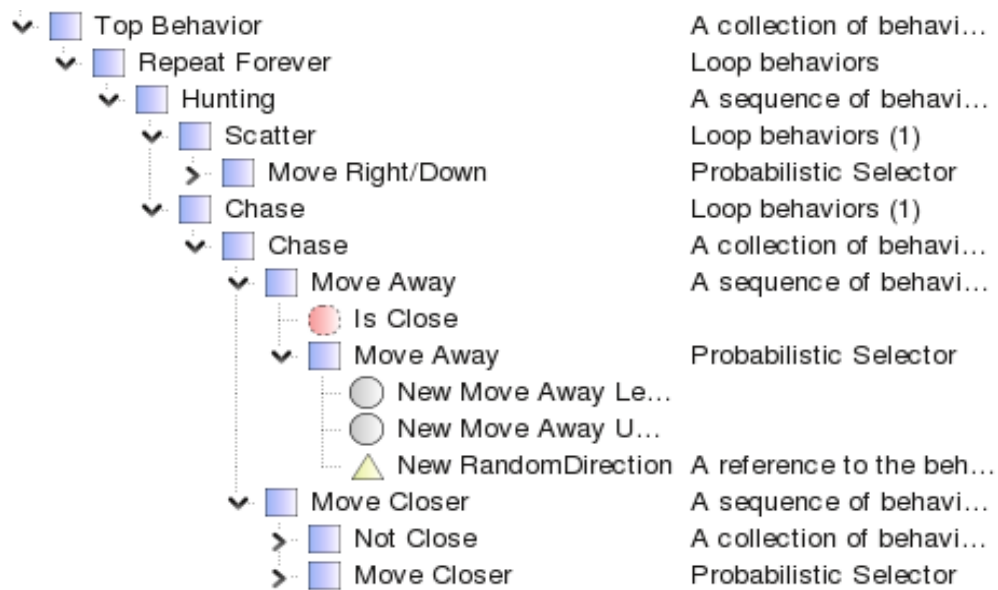 Top Behavior A collection of behavi...
Repeat Forever Loop behaviors
Hunting A sequence of behavi...
Scatter Loop behaviors (1)
Move Right/Down Probabilistic Selector
Chase Loop behaviors (1)
Chase A collection of behavi...
Move Away A sequence of behavi...
Is Close
Move Away Probabilistic Selector
New Move Away Le...
New Move Away U...
New RandomDirection A reference to the beh...
Move Closer A sequence of behavi...
Not Close A collection of behavi...
Move Closer Probabilistic Selector